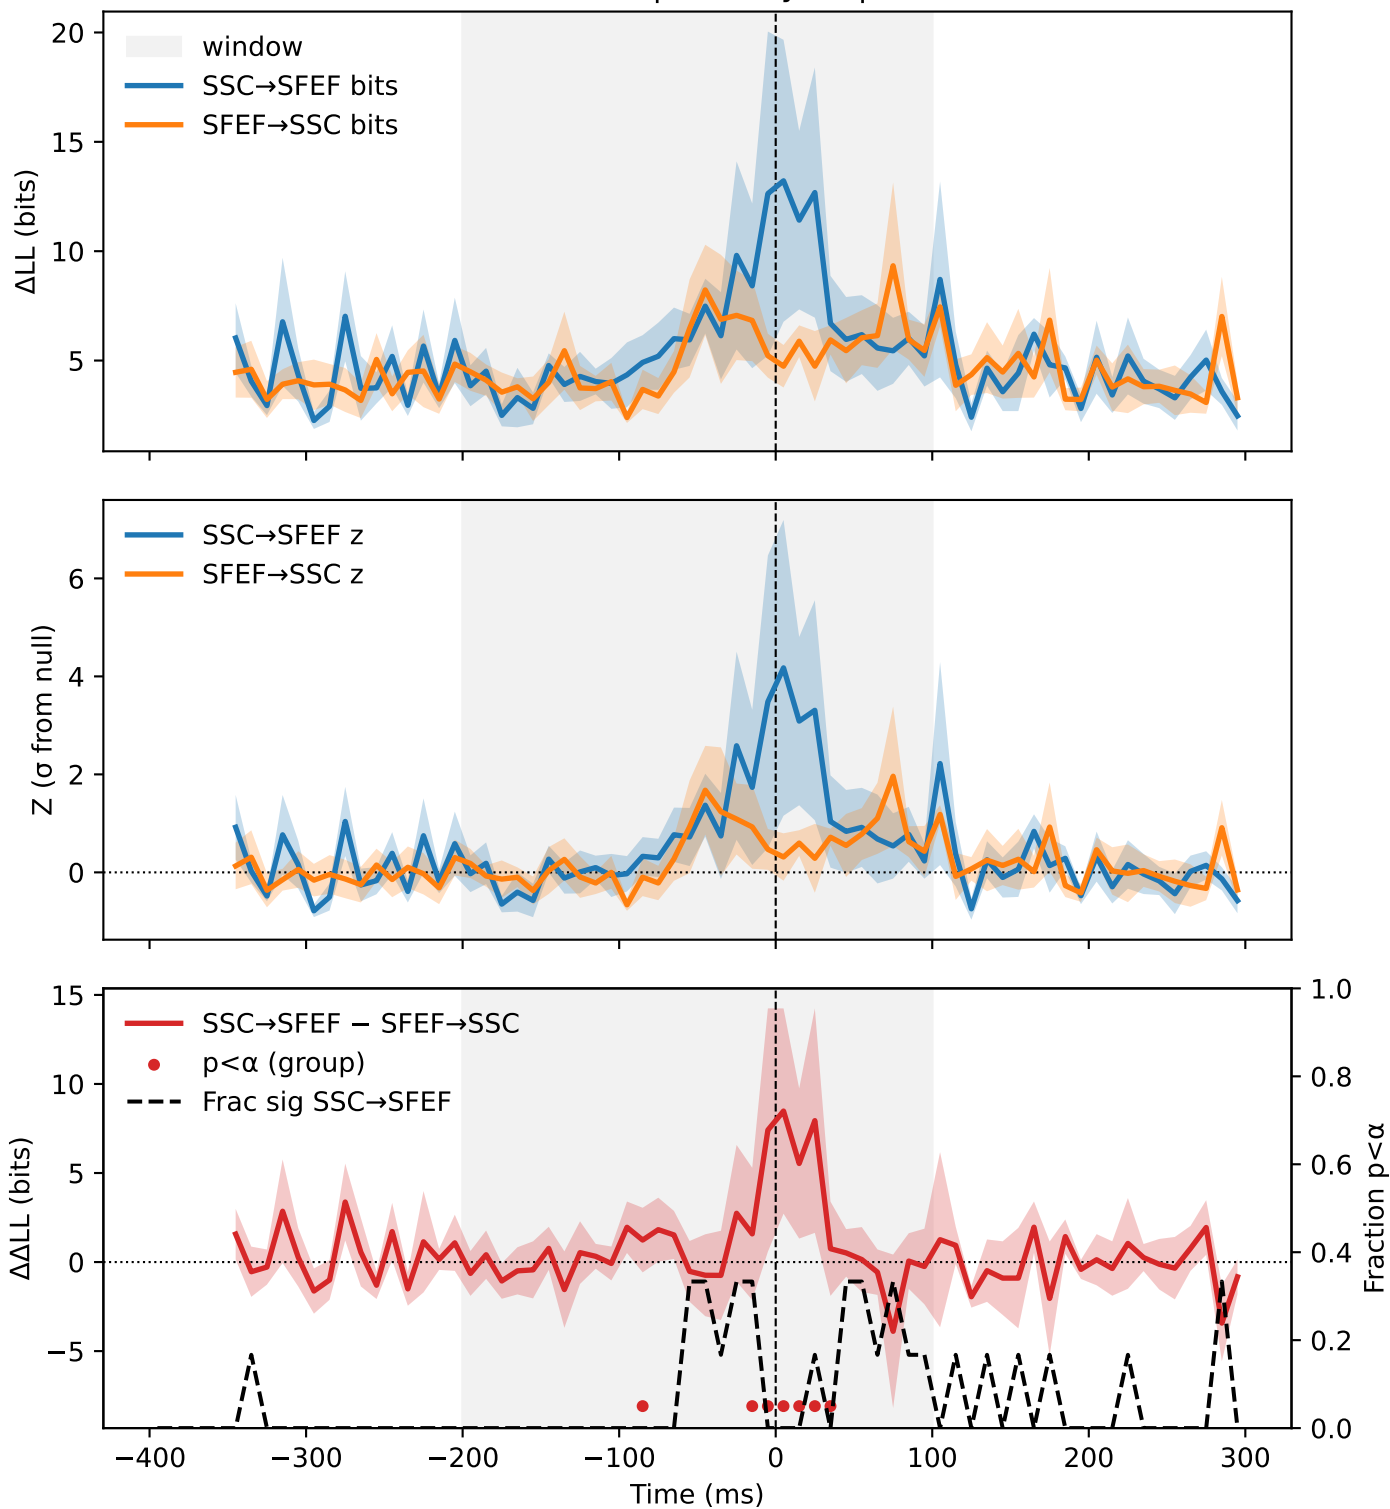 20
15
10
5
ΔLL (bits)
window
SSC→SFEF bits
SFEF→SSC bits
6
4
2
0
Z (σ from null)
SSC→SFEF z
SFEF→SSC z
15
10
5
0
−5
ΔΔLL (bits)
SSC→SFEF − SFEF→SSC
p<α (group)
Frac sig SSC→SFEF
1.0
0.8
0.6
0.4
0.2
0.0
Fraction p<α
−400 −300 −200 −100 0 100 200 300
Time (ms)